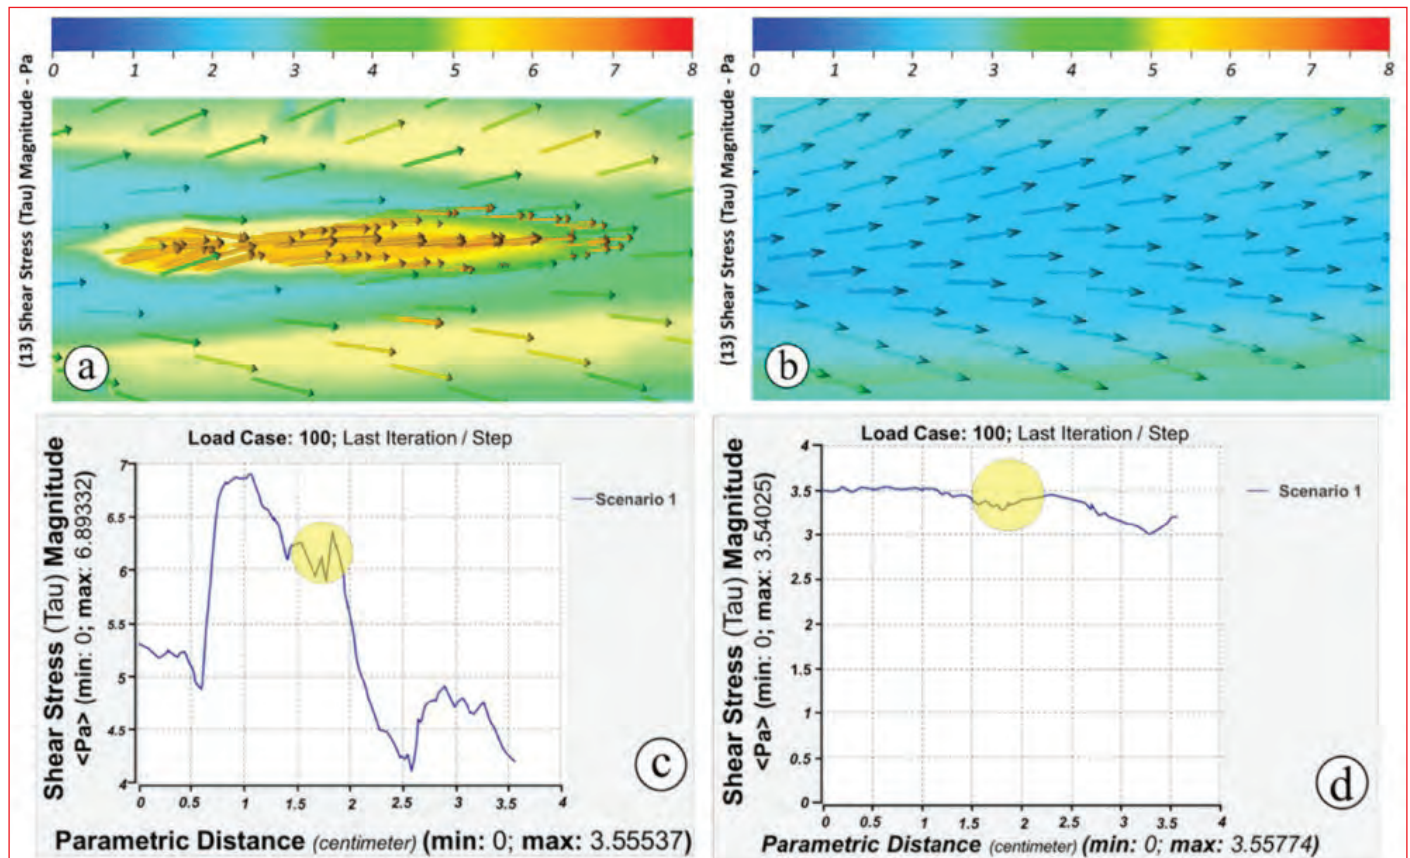 (13) Shear Stress (Tau) Magnitude - Pa
0 1 2 3 4 5 6 7 8
a
(13) Shear Stress (Tau) Magnitude - Pa
0 1 2 3 4 5 6 7 8
b
Load Case: 100; Last Iteration / Step
Shear Stress (Tau) Magnitude
<Pa> (min: 0; max: 6.89332)
7
6.5
6
5.5
5
4.5
4
Scenario 1
c
0 0.5 1 1.5 2 2.5 3 3.5 4
Parametric Distance (centimeter) (min: 0; max: 3.55537)
Load Case: 100; Last Iteration / Step
Shear Stress (Tau) Magnitude
<Pa> (min: 0; max: 3.54025)
4
3.5
3
2.5
2
1.5
1
0.5
0
Scenario 1
d
0 0.5 1 1.5 2 2.5 3 3.5 4
Parametric Distance (centimeter) (min: 0; max: 3.55774)